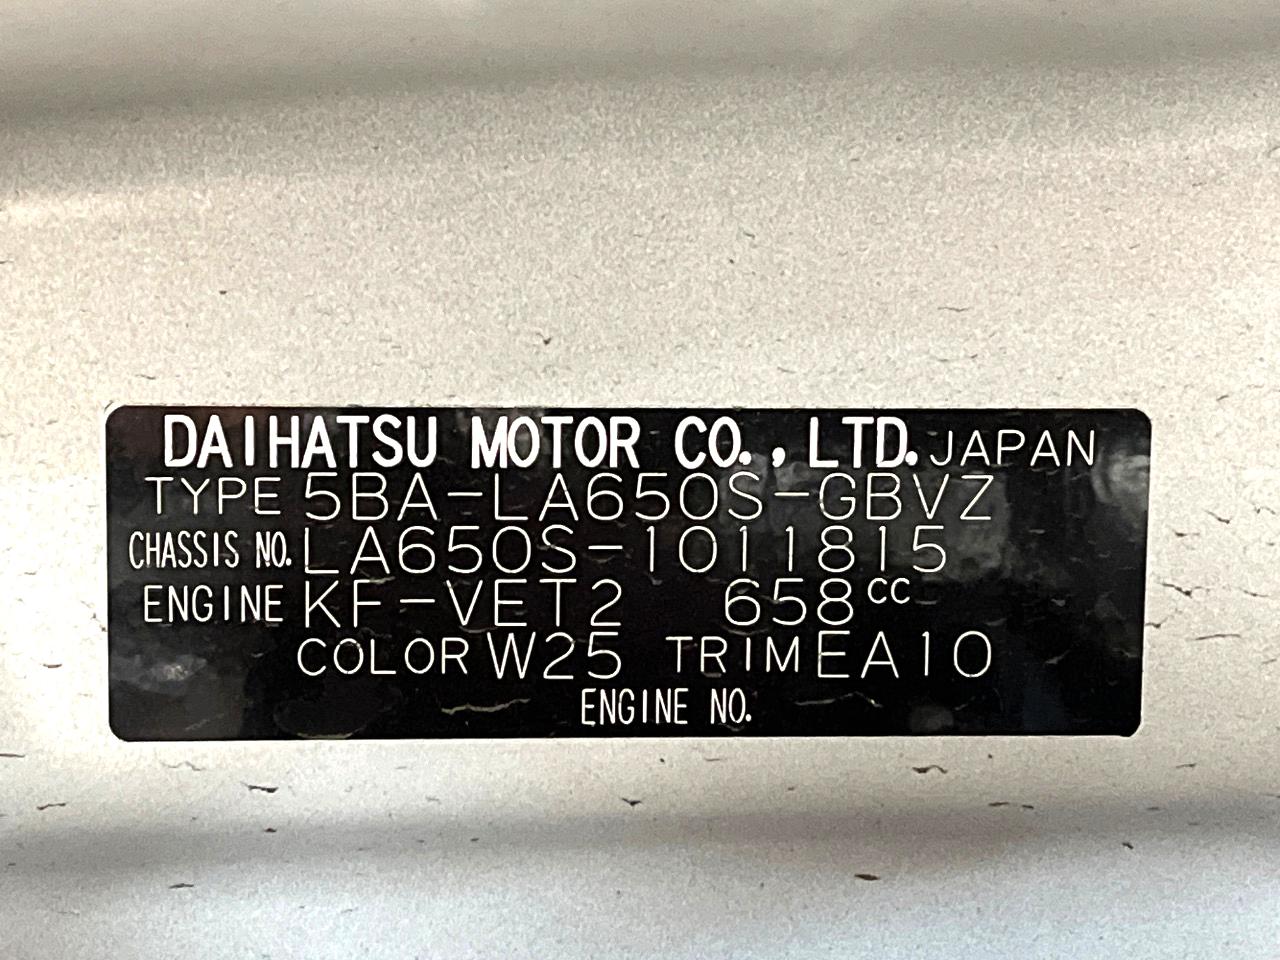 DAIHATSU MOTOR CO., LTD. JAPAN
TYPE 5BA-LA650S-GBVZ
CHASSIS NO. LA650S-1011815
ENGINE KF-VET2 658cc
COLOR W25 TRIM EA10
ENGINE NO.